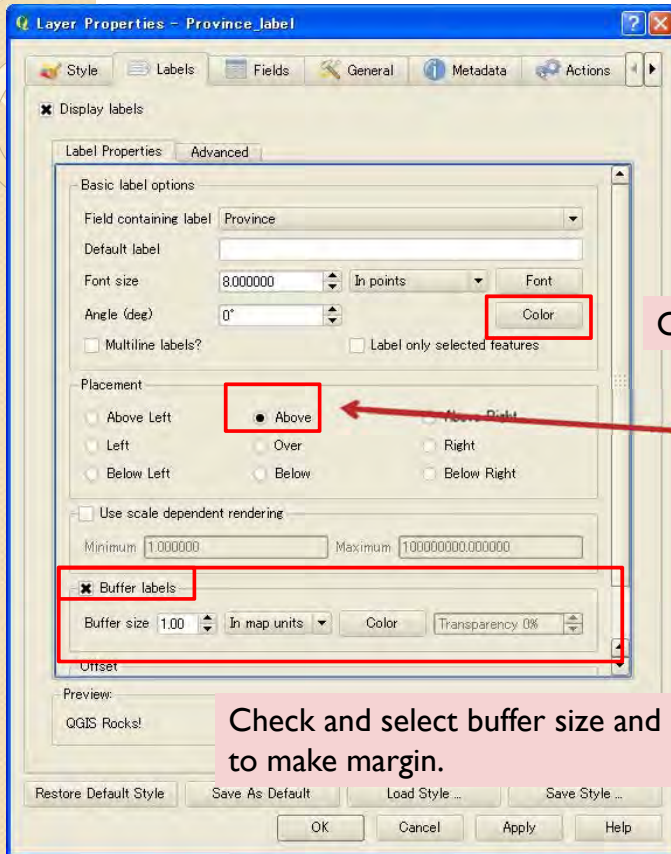 Layer Properties - Province_label
Style Labels Fields General Metadata Actions
Display labels
Label Properties Advanced
Basic label options
Field containing label Province
Default label
Font size 8.000000 In points Font
Angle (deg) 0° Color
Multiline labels? Label only selected features
C
Placement
Above Left Above Above Right
Left Over Right
Below Left Below Below Right
Use scale dependent rendering
Minimum 1.000000 Maximum 100000000.000000
Buffer labels
Buffer size 1.00 In map units Color Transparency 0%
Offset
Preview:
QGIS Rocks!
Check and select buffer size and
to make margin.
Restore Default Style Save As Default Load Style ... Save Style ...
OK Cancel Apply Help